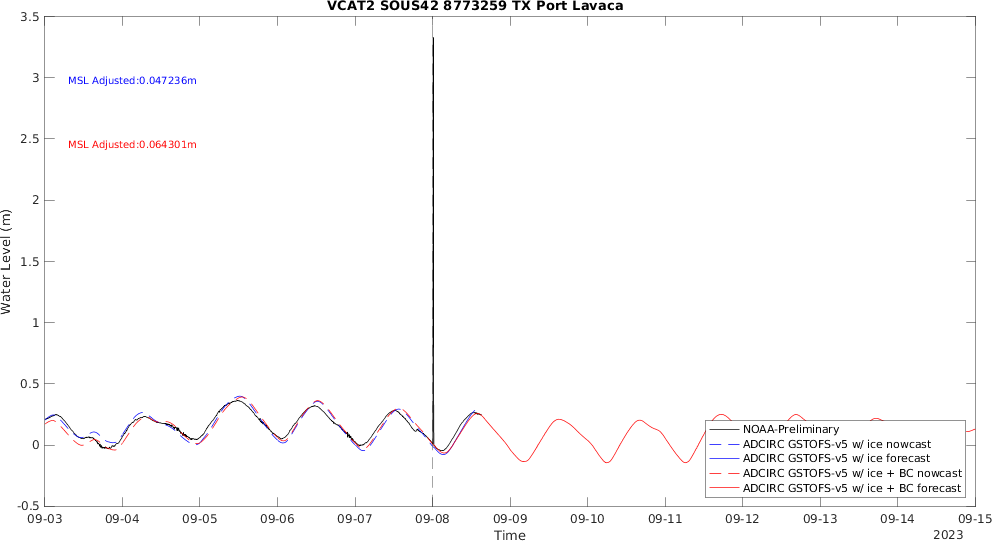 VCAT2 SOUS42 8773259 TX Port Lavaca
3.5
3
2.5
2
1.5
1
0.5
0
-0.5
Water Level (m)
MSL Adjusted:0.047236m
MSL Adjusted:0.064301m
NOAA-Preliminary
ADCIRC GSTOFS-v5 w/ ice nowcast
ADCIRC GSTOFS-v5 w/ ice forecast
ADCIRC GSTOFS-v5 w/ ice + BC nowcast
ADCIRC GSTOFS-v5 w/ ice + BC forecast
09-03 09-04 09-05 09-06 09-07 09-08 09-09 09-10 09-11 09-12 09-13 09-14 09-15
Time
2023